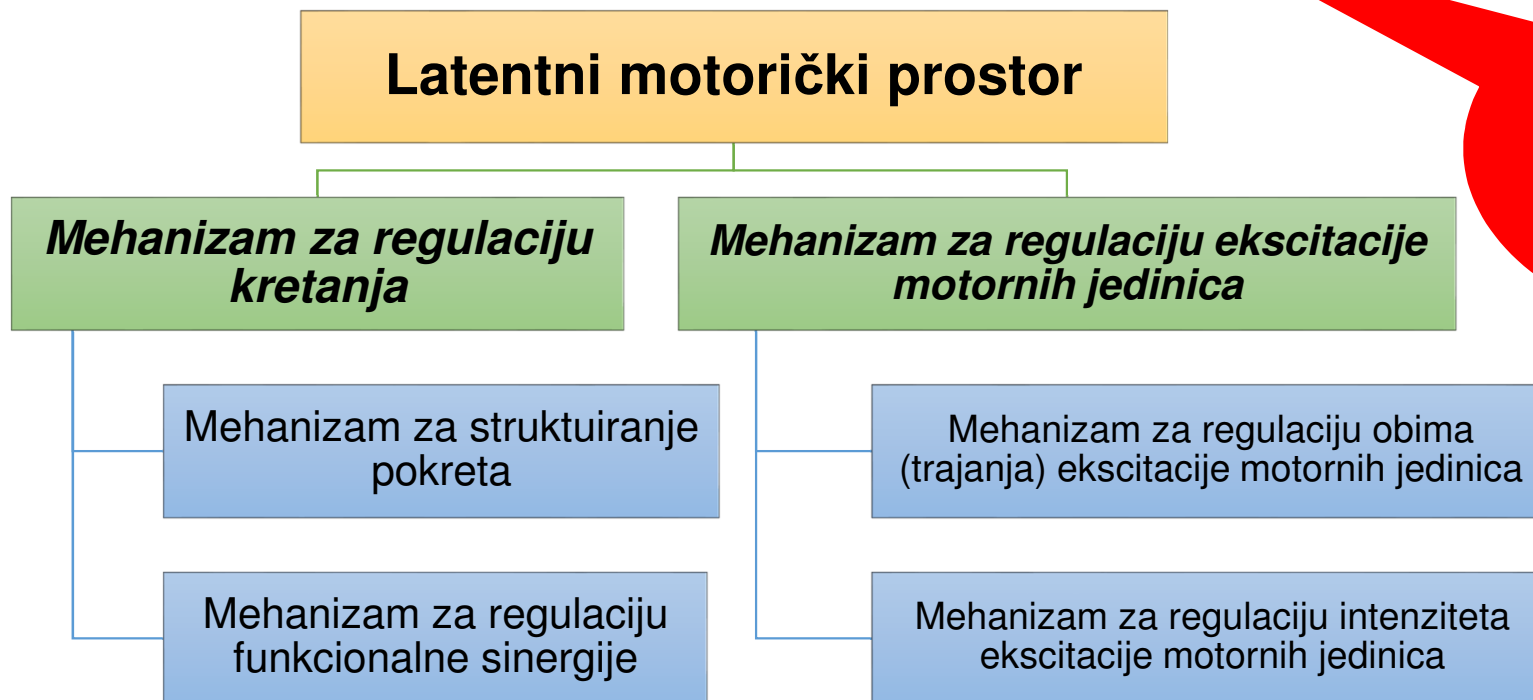 Latentni motorički prostor
Mehanizam za regulaciju
kretanja
Mehanizam za regulaciju ekscitacije
motornih jedinica
Mehanizam za struktuiranje
pokreta
Mehanizam za regulaciju
funkcionalne sinergije
Mehanizam za regulaciju obima
(trajanja) ekscitacije motornih jedinica
Mehanizam za regulaciju intenziteta
ekscitacije motornih jedinica